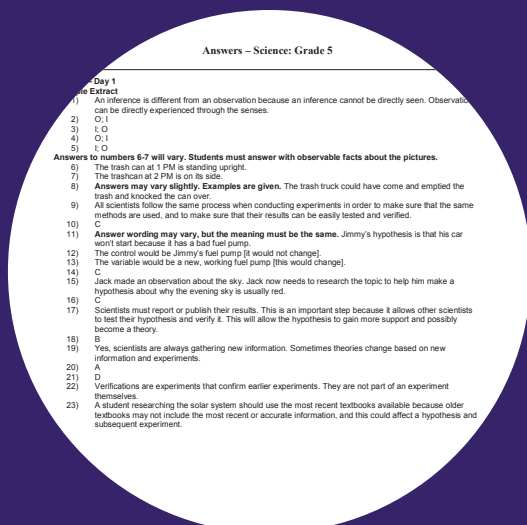 Answers – Science: Grade 5
- Day 1
Extract
1) An inference is different from an observation because an inference cannot be directly seen.
can be directly experienced through the senses.
2) O; I
3) I; O
4) O; I
5) I; O
Answers to numbers 6-7 will vary. Students must answer with observable facts about the pictures.
6) The trash can at 1 PM is standing upright.
7) The trashcan at 2 PM is on its side.
8) Answers may vary slightly. Examples are given. The trash truck could have come and emptied the
trash and knocked the can over.
9) All scientists follow the same process when conducting experiments in order to make sure that the same
methods are used, and to make sure that their results can be easily tested and verified.
10) C
11) Answer wording may vary, but the meaning must be the same. Jimmy's hypothesis is that his car
won't start because it has a bad fuel pump.
12) The control would be Jimmy's fuel pump [it would not change].
13) The variable would be a new, working fuel pump [this would change].
14) C
15) Jack made an observation about the sky. Jack now needs to research the topic to help him make a
hypothesis about why the evening sky is usually red.
16) C
17) Scientists must report or publish their results. This is an important step because it allows other scientists
to test their hypothesis and verify it. This will allow the hypothesis to gain more support and possibly
become a theory.
18) B
19) Yes, scientists are always gathering new information. Sometimes theories change based on new
information and experiments.
20) A
21) D
22) Verifications are experiments that confirm earlier experiments. They are not part of an experiment
themselves.
23) A student researching the solar system should use the most recent textbooks available because older
textbooks may not include the most recent or accurate information, and this could affect a hypothesis and
subsequent experiment.